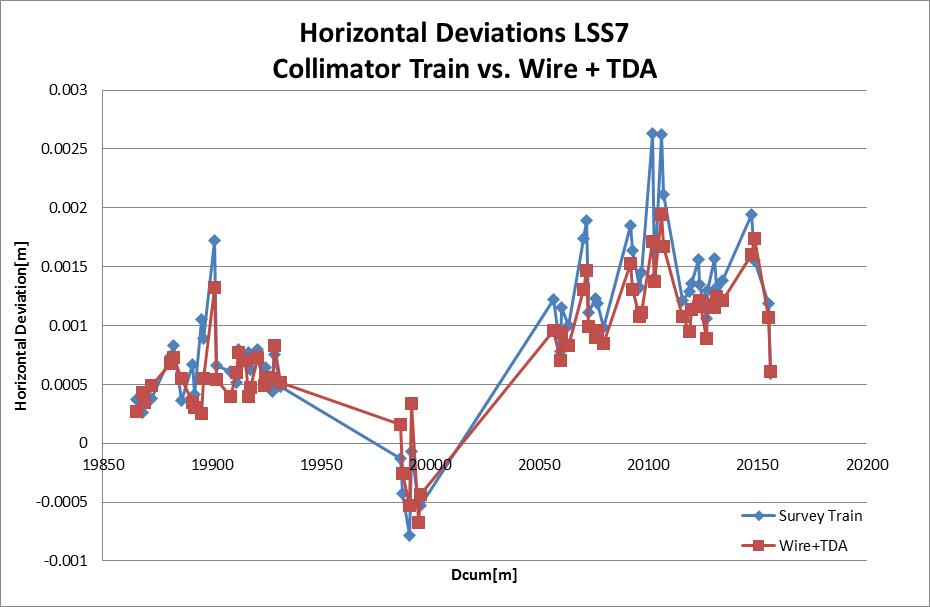 Horizontal Deviations LSS7
Collimator Train vs. Wire + TDA
0.003
0.0025
0.002
0.0015
0.001
0.0005
0
19850 19900 19950 20000 20050 20100 20150 20200
-0.0005
-0.001
Horizontal Deviation[m]
Survey Train
Wire+TDA
Dcum[m]